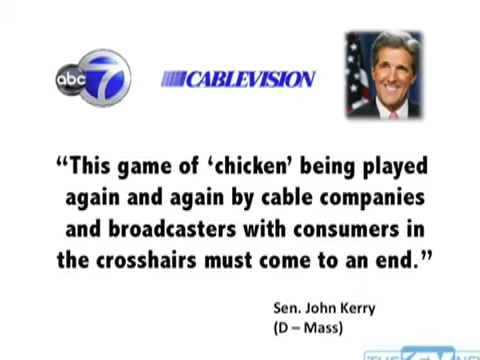 abc 7
CABLEVISION
“This game of ‘chicken’ being played
again and again by cable companies
and broadcasters with consumers in
the crosshairs must come to an end.”
Sen. John Kerry
(D – Mass)
THE